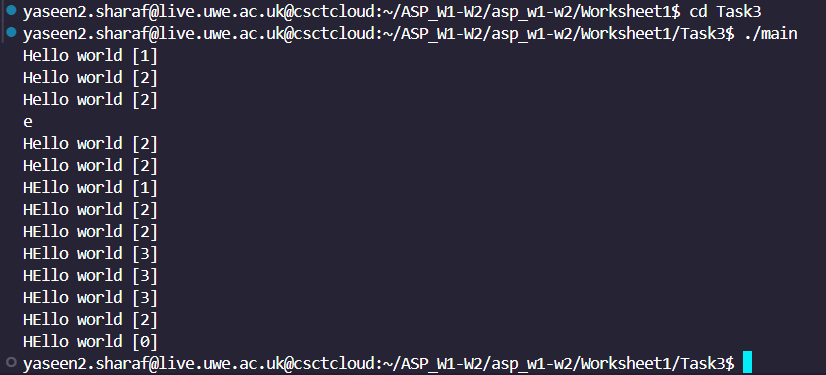 yaseen2.sharaf@live.uwe.ac.uk@csctcloud:~/ASP_W1-W2/asp_w1-w2/Worksheet1$ cd Task3
yaseen2.sharaf@live.uwe.ac.uk@csctcloud:~/ASP_W1-W2/asp_w1-w2/Worksheet1/Task3$ ./main
Hello world [1]
Hello world [2]
Hello world [2]
e
Hello world [2]
Hello world [2]
HEllo world [1]
HEllo world [2]
HEllo world [2]
HEllo world [3]
HEllo world [3]
HEllo world [3]
HEllo world [2]
HEllo world [0]
yaseen2.sharaf@live.uwe.ac.uk@csctcloud:~/ASP_W1-W2/asp_w1-w2/Worksheet1/Task3$